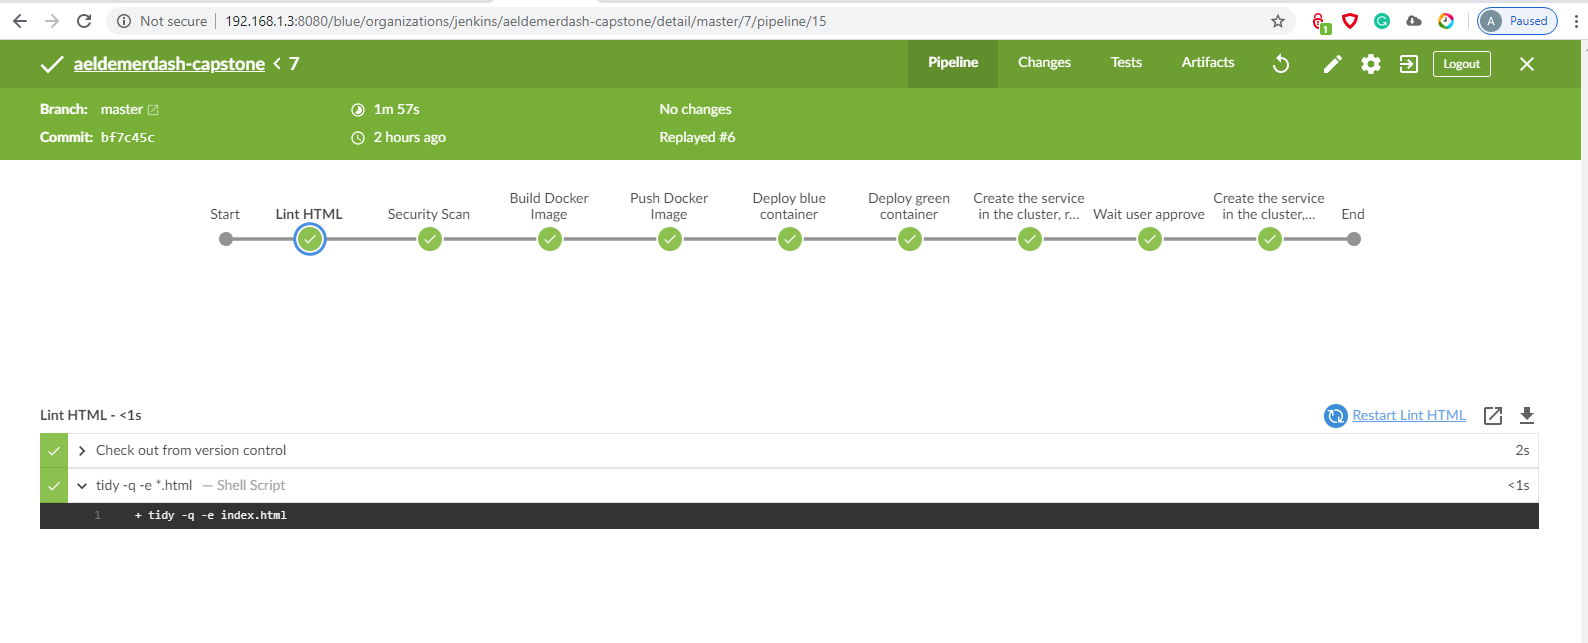 Not secure | 192.168.1.3:8080/blue/organizations/jenkins/aeldemerdash-capstone/detail/master/7/pipeline/15
1
A Paused
aeldemerdash-capstone < 7
Pipeline Changes Tests Artifacts Logout
Branch: master 1m 57s No changes
Commit: bf7c45c 2 hours ago Replayed #6
Start
Lint HTML
Security Scan
Build Docker
Image
Push Docker
Image
Deploy blue
container
Deploy green
container
Create the service
in the cluster, r...
Wait user approve
Create the service
in the cluster,...
End
Lint HTML - <1s
Restart Lint HTML
Check out from version control 2s
tidy -q -e *.html — Shell Script <1s
1 + tidy -q -e index.html